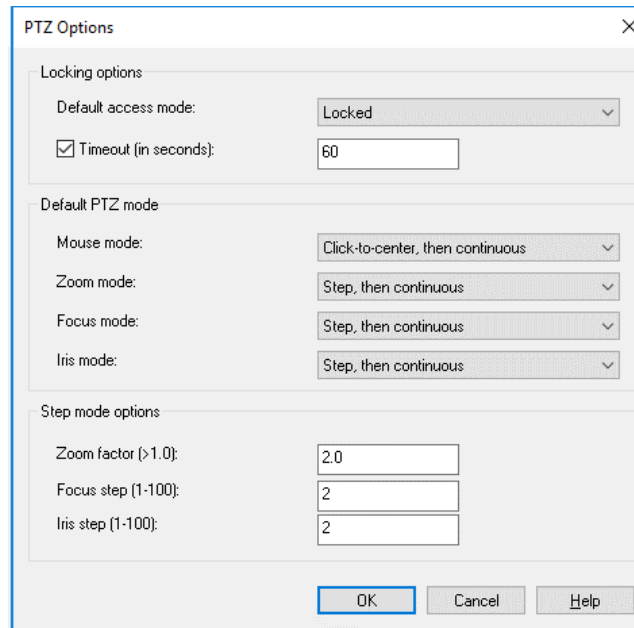 PTZ Options
Locking options
Default access mode: Locked
Timeout (in seconds): 60
Default PTZ mode
Mouse mode: Click-to-center, then continuous
Zoom mode: Step, then continuous
Focus mode: Step, then continuous
Iris mode: Step, then continuous
Step mode options
Zoom factor (>1.0): 2.0
Focus step (1-100): 2
Iris step (1-100): 2
OK Cancel Help